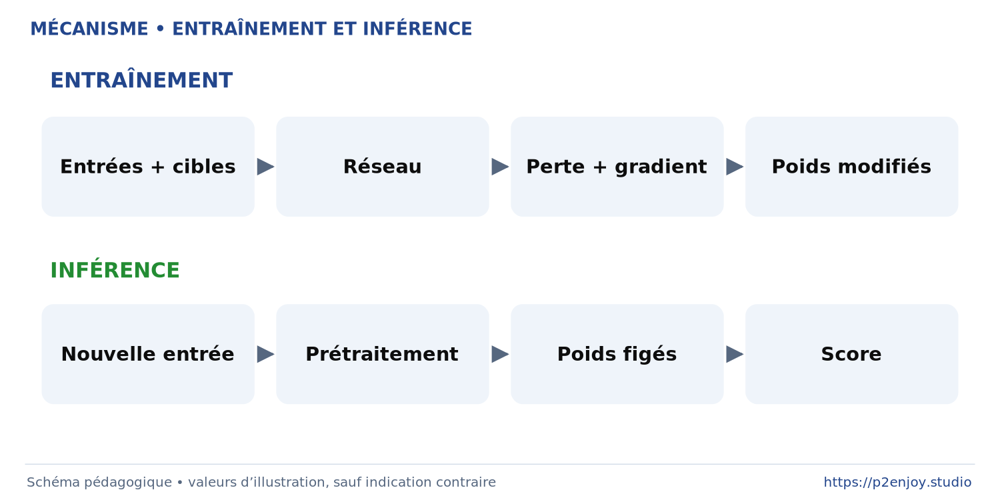 MÉCANISME • ENTRAÎNEMENT ET INFÉRENCE
ENTRAÎNEMENT
Entrées + cibles
Réseau
Perte + gradient
Poids modifiés
INFÉRENCE
Nouvelle entrée
Prétraitement
Poids figés
Score
Schéma pédagogique • valeurs d’illustration, sauf indication contraire
https://p2enjoy.studio